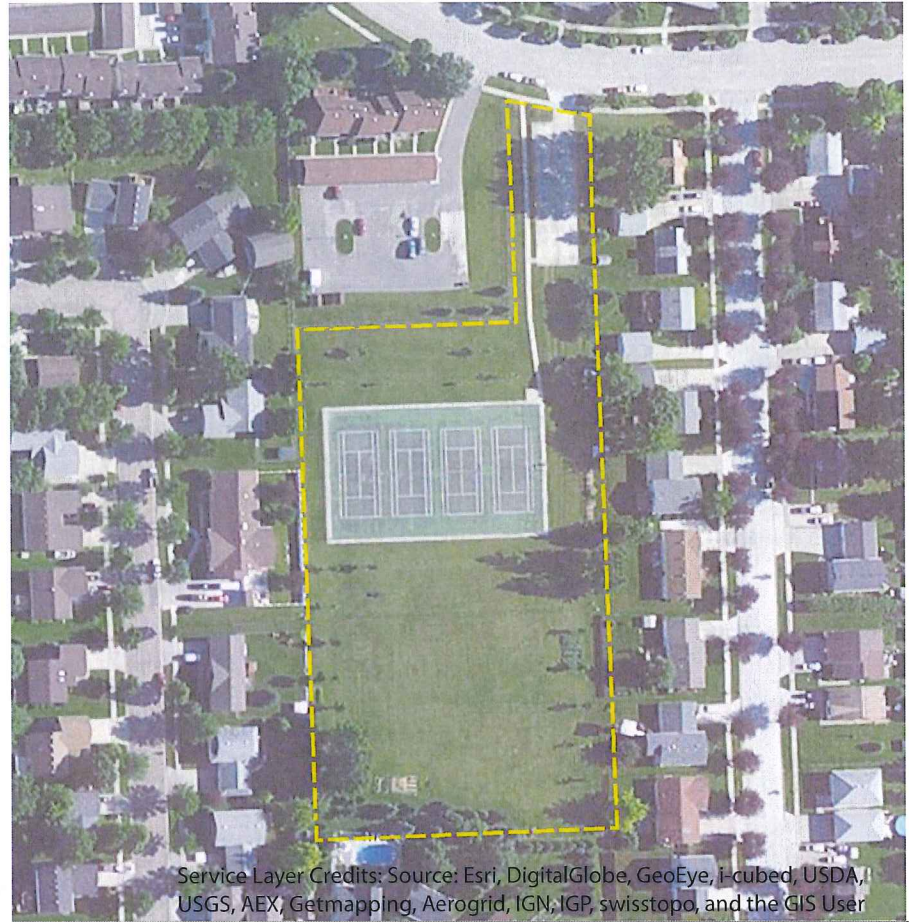 Service Layer Credits: Source: Esri, DigitalGlobe, GeoEye, i-cubed, USDA,
USGS, AEX, Getmapping, Aerogrid, IGN, IGP, swisstopo, and the GIS User